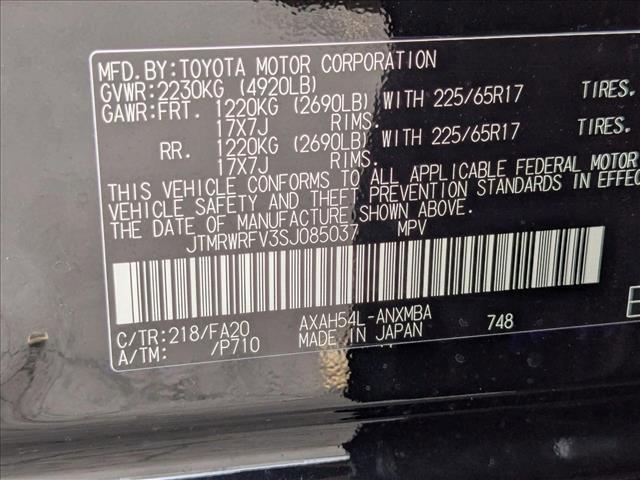 MFD.BY:TOYOTA MOTOR CORPORATION
GVWR:2230KG (4920LB)
GAWR:FRT. 1220KG (2690LB) WITH 225/65R17 TIRES.
17X7J RIMS.
RR. 1220KG (2690LB) WITH 225/65R17 TIRES.
17X7J RIMS.
THIS VEHICLE CONFORMS TO ALL APPLICABLE FEDERAL MOTOR
VEHICLE SAFETY AND THEFT PREVENTION STANDARDS IN EFFEC
THE DATE OF MANUFACTURE SHOWN ABOVE.
JTMRWRFV3SJ085037 MPV
C/TR:218/FA20 AXAH54L-ANXMBA 748
A/TM: /P710 MADE IN JAPAN